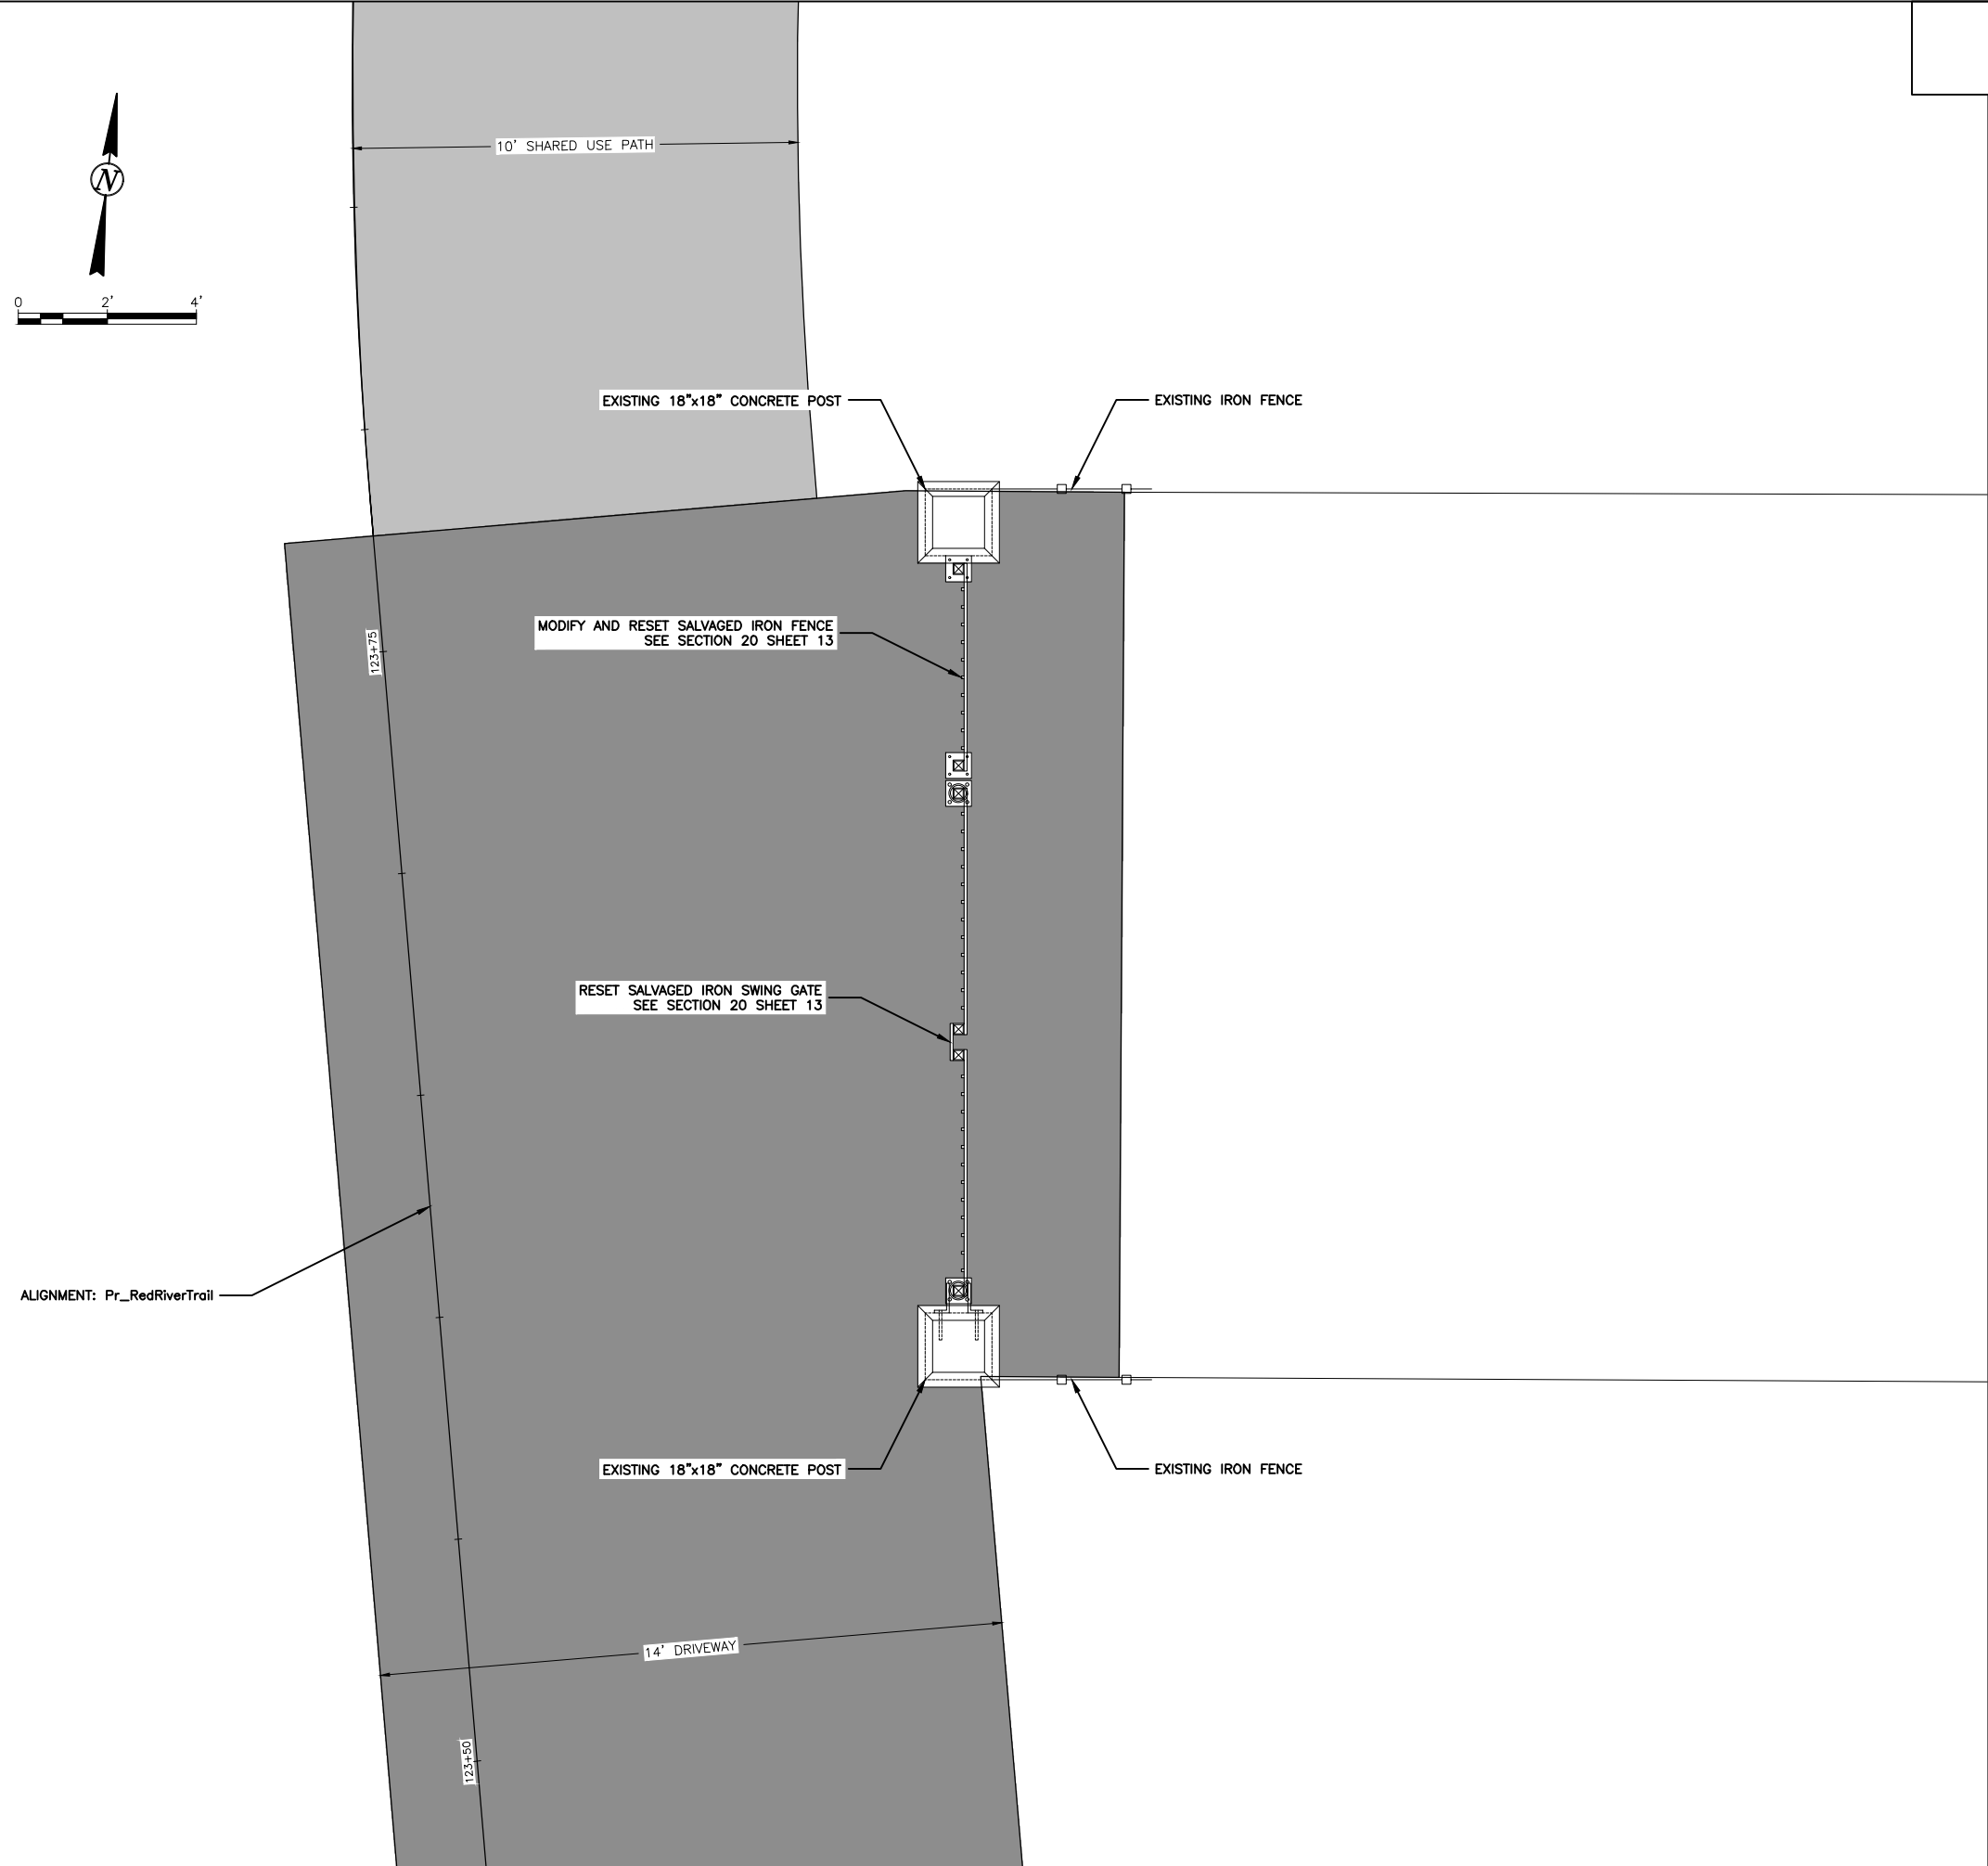 10' SHARED USE PATH
N
0 2' 4'
EXISTING 18"x18" CONCRETE POST
EXISTING IRON FENCE
MODIFY AND RESET SALVAGED IRON FENCE
SEE SECTION 20 SHEET 13
123+75
RESET SALVAGED IRON SWING GATE
SEE SECTION 20 SHEET 13
ALIGNMENT: Pr_RedRiverTrail
EXISTING 18"x18" CONCRETE POST
EXISTING IRON FENCE
14' DRIVEWAY
123+50